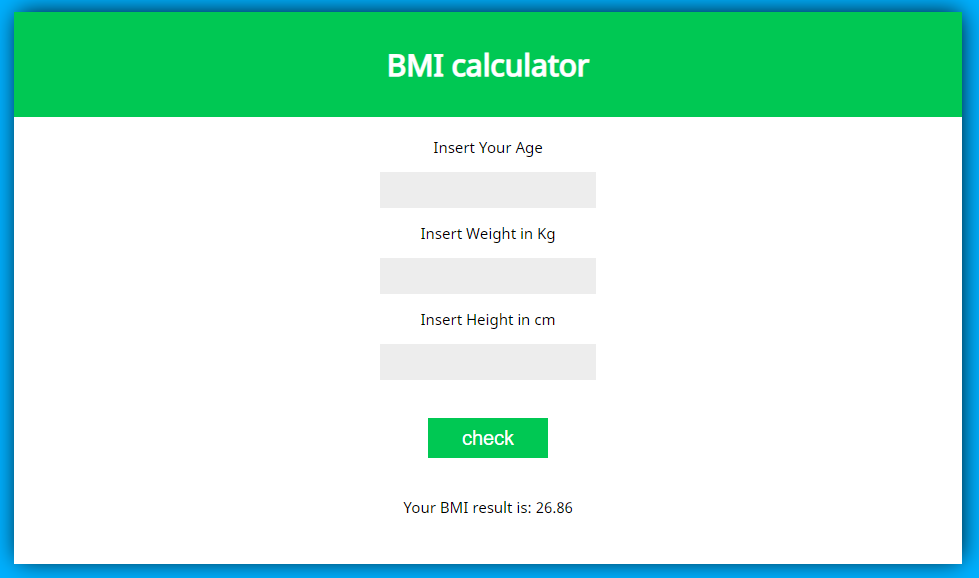 BMI calculator
Insert Your Age
Insert Weight in Kg
Insert Height in cm
check
Your BMI result is: 26.86